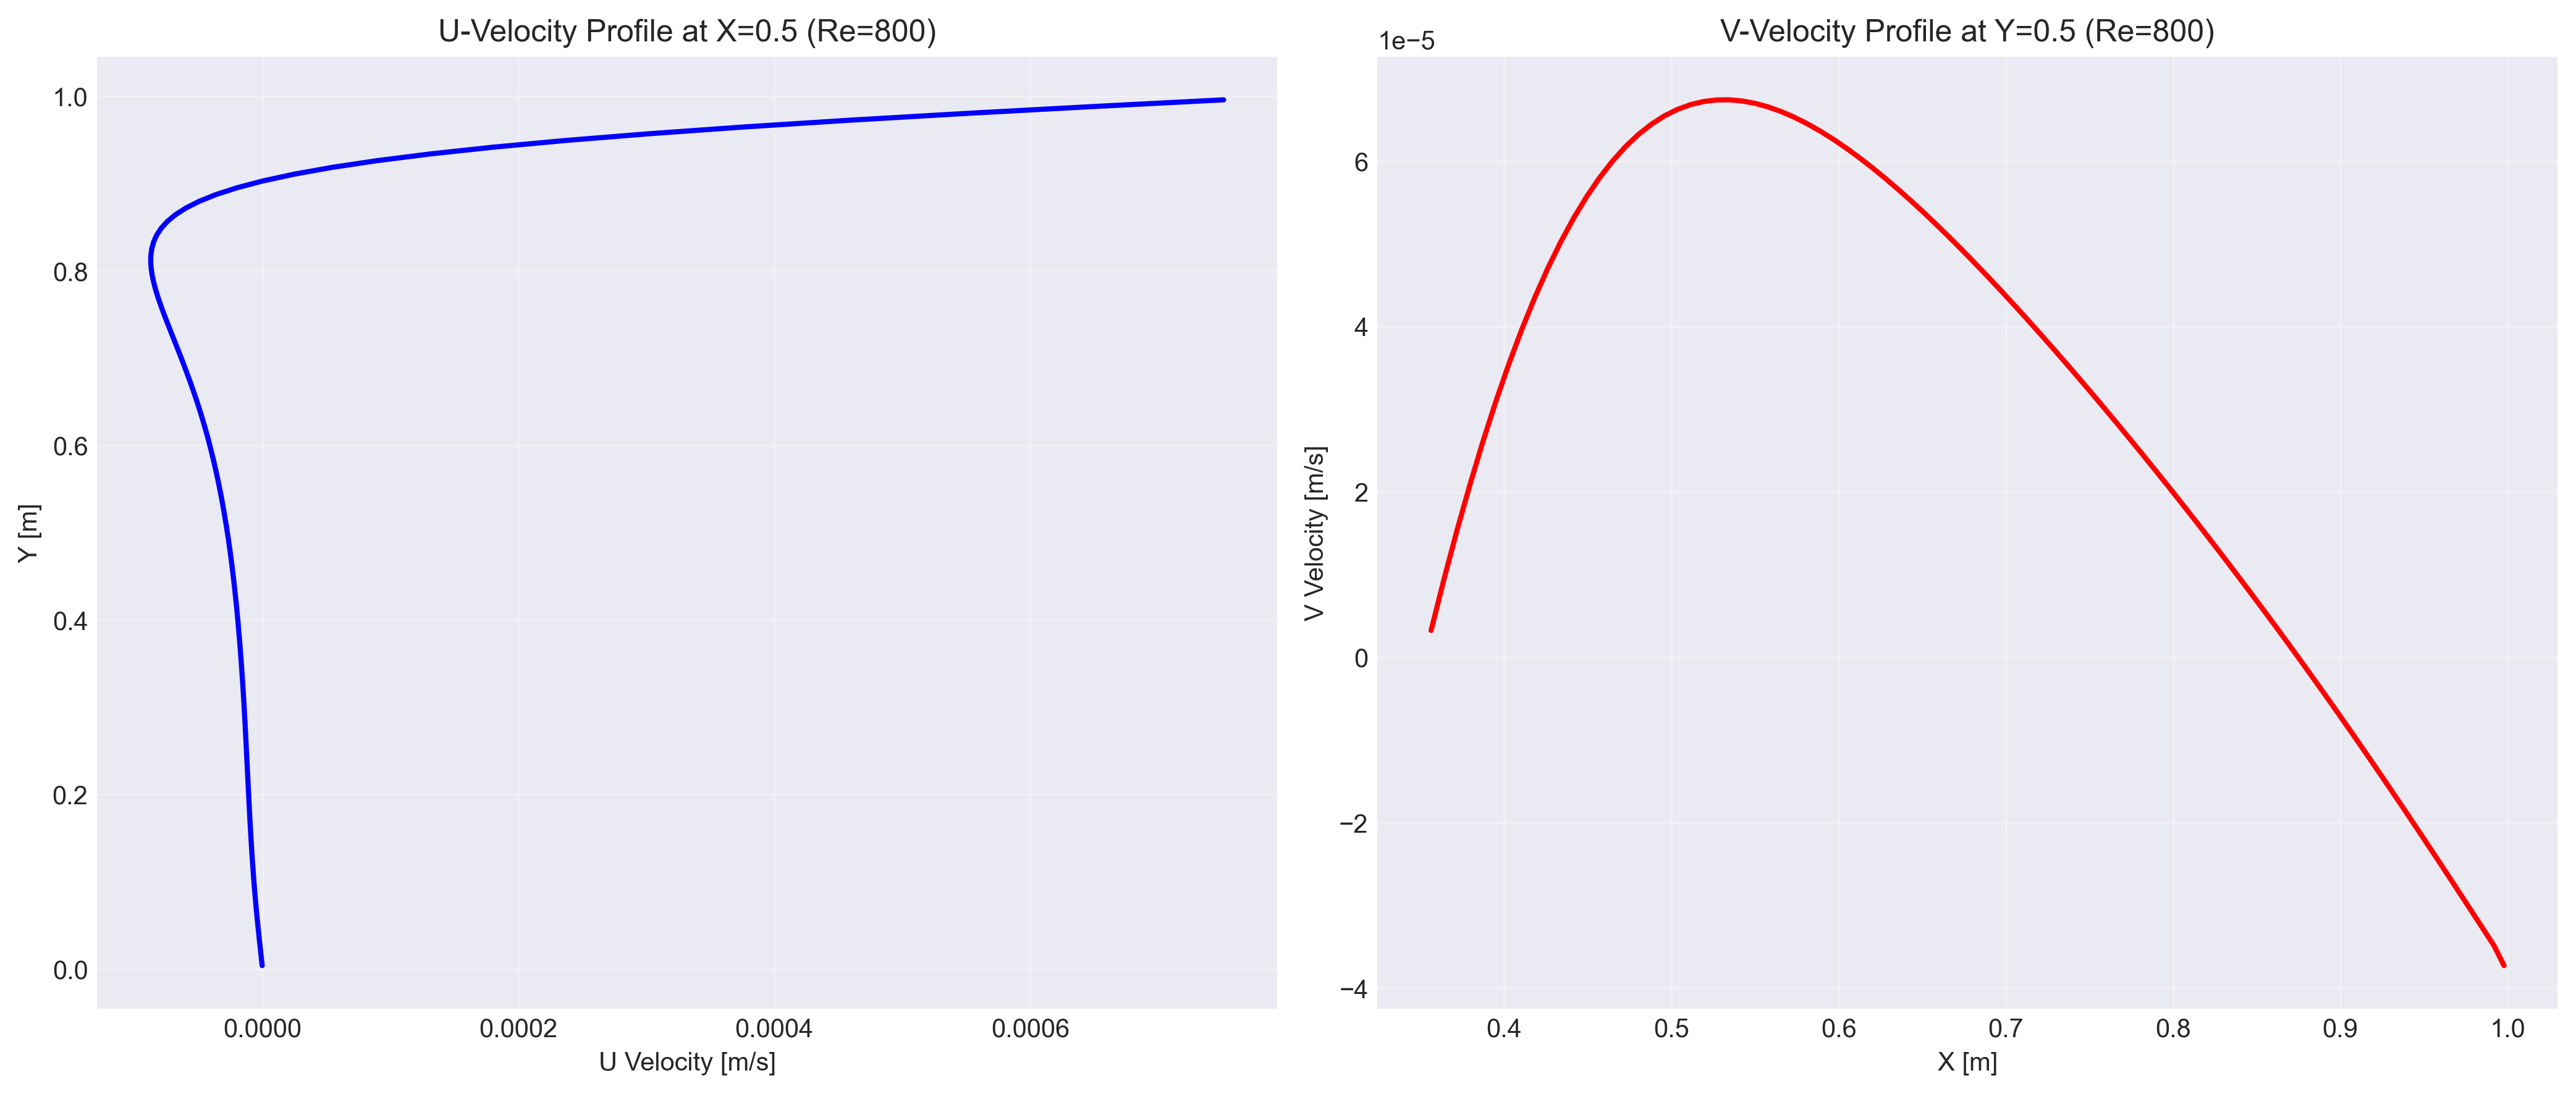 U-Velocity Profile at X=0.5 (Re=800)
Y [m]
1.0
0.8
0.6
0.4
0.2
0.0
0.0000 0.0002 0.0004 0.0006
U Velocity [m/s]
V-Velocity Profile at Y=0.5 (Re=800)
1e−5
V Velocity [m/s]
6
4
2
0
−2
−4
0.4 0.5 0.6 0.7 0.8 0.9 1.0
X [m]